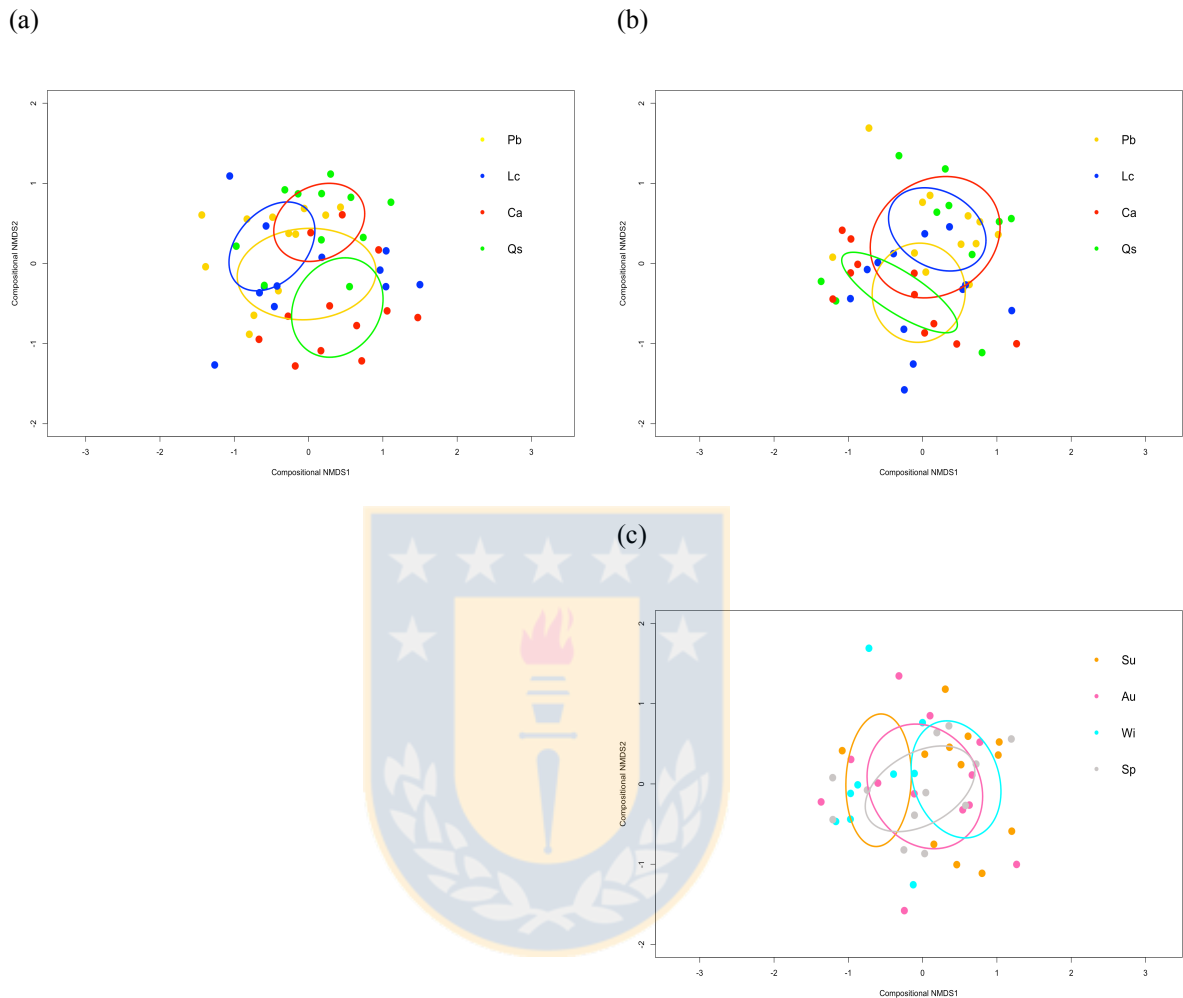 (a)
2
1
0
-1
-2
Compositional NMDS2
Pb
Lc
Ca
Qs
-3
-2
-1
0
1
2
3
Compositional NMDS1
(b)
2
1
0
-1
-2
Compositional NMDS2
Pb
Lc
Ca
Qs
-3
-2
-1
0
1
2
3
Compositional NMDS1
(c)
2
1
0
-1
-2
Compositional NMDS2
Su
Au
Wi
Sp
-3
-2
-1
0
1
2
3
Compositional NMDS1